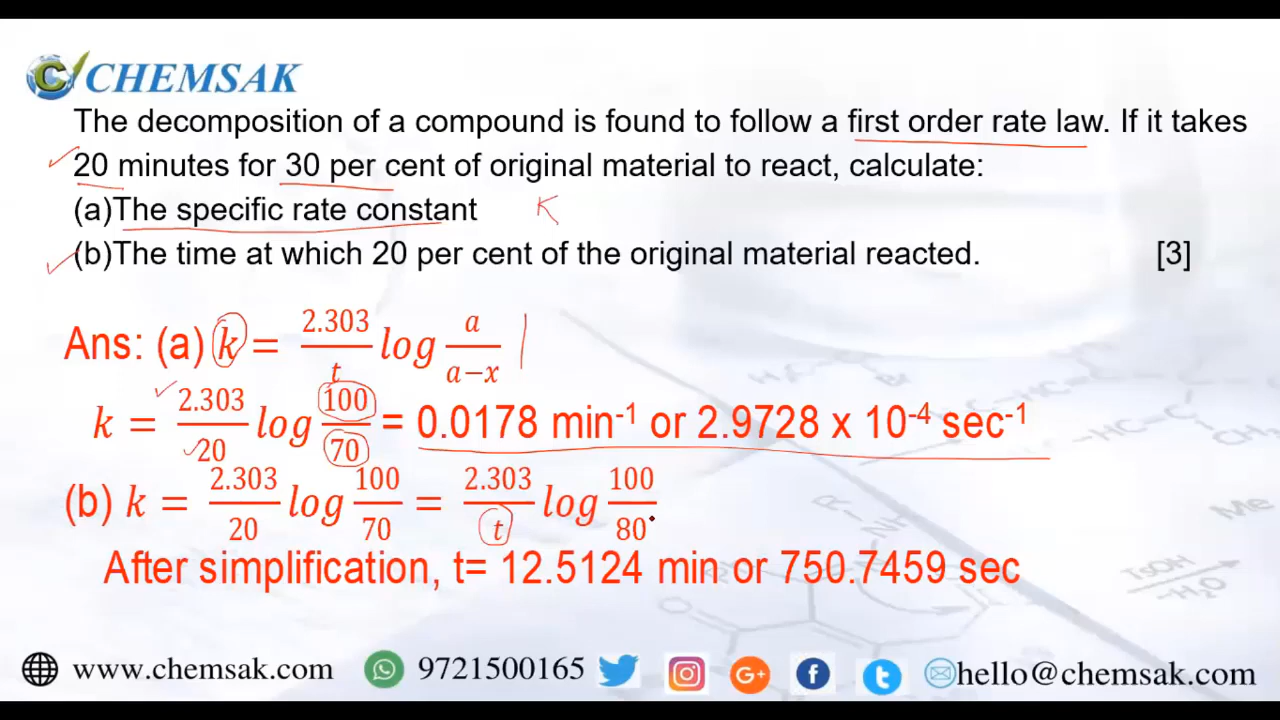 CHEMSAK
The decomposition of a compound is found to follow a first order rate law. If it takes
20 minutes for 30 per cent of original material to react, calculate:
(a)The specific rate constant K
(b)The time at which 20 per cent of the original material reacted. [3]
Ans: (a) k = 2.303/t log a/a−x
k = 2.303/20 log 100/70 = 0.0178 min⁻¹ or 2.9728 x 10⁻⁴ sec⁻¹
(b) k = 2.303/20 log 100/70 = 2.303/t log 100/80
After simplification, t= 12.5124 min or 750.7459 sec
www.chemsak.com 9721500165 hello@chemsak.com